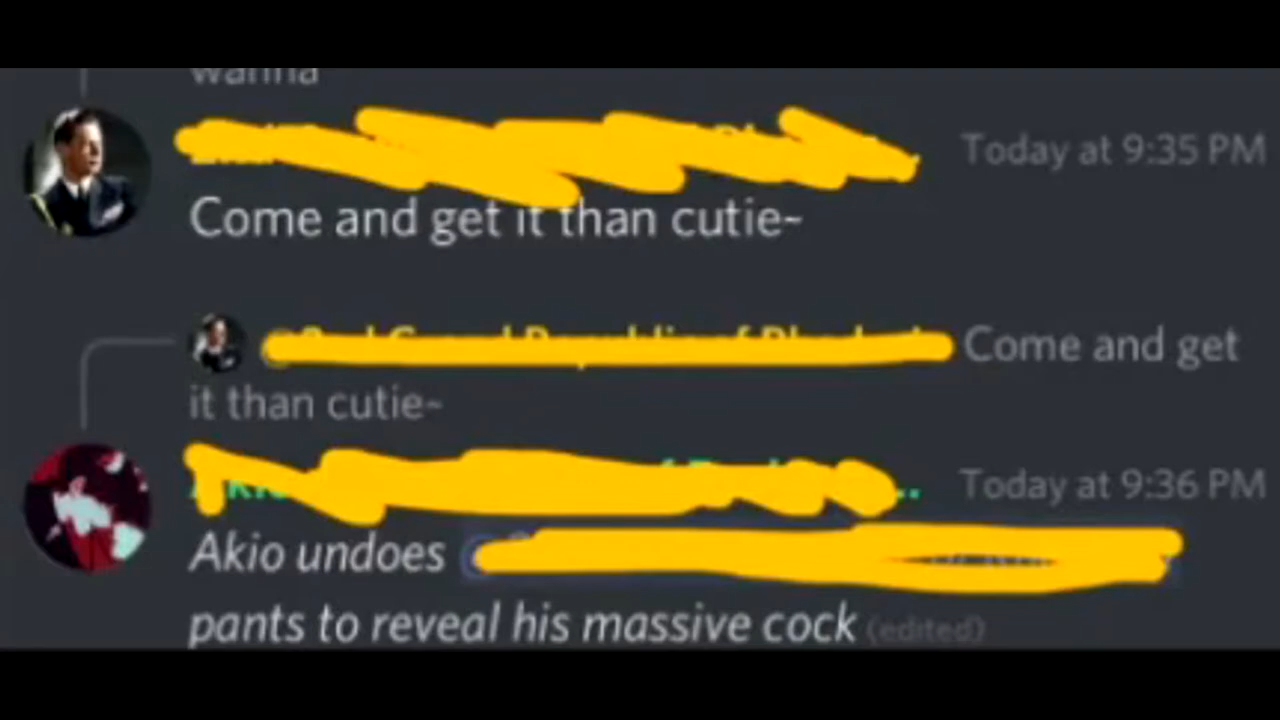 wanna
Today at 9:35 PM
Come and get it than cutie~
Come and get
it than cutie~
Today at 9:36 PM
Akio undoes
pants to reveal his massive cock (edited)